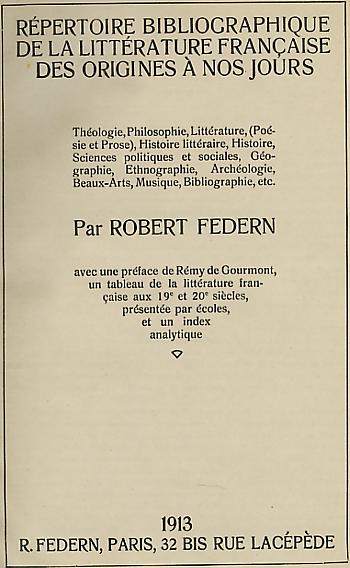 RÉPERTOIRE BIBLIOGRAPHIQUE
DE LA LITTÉRATURE FRANÇAISE
DES ORIGINES À NOS JOURS
Théologie, Philosophie, Littérature, (Poé-
sie et Prose), Histoire littéraire, Histoire,
Sciences politiques et sociales, Géo-
graphie, Ethnographie, Archéologie,
Beaux-Arts, Musique, Bibliographie, etc.
Par ROBERT FEDERN
avec une préface de Rémy de Gourmont,
un tableau de la littérature fran-
çaise aux 19e et 20e siècles,
présentée par écoles,
et un index
analytique
1913
R. FEDERN, PARIS, 32 BIS RUE LACÉPÈDE